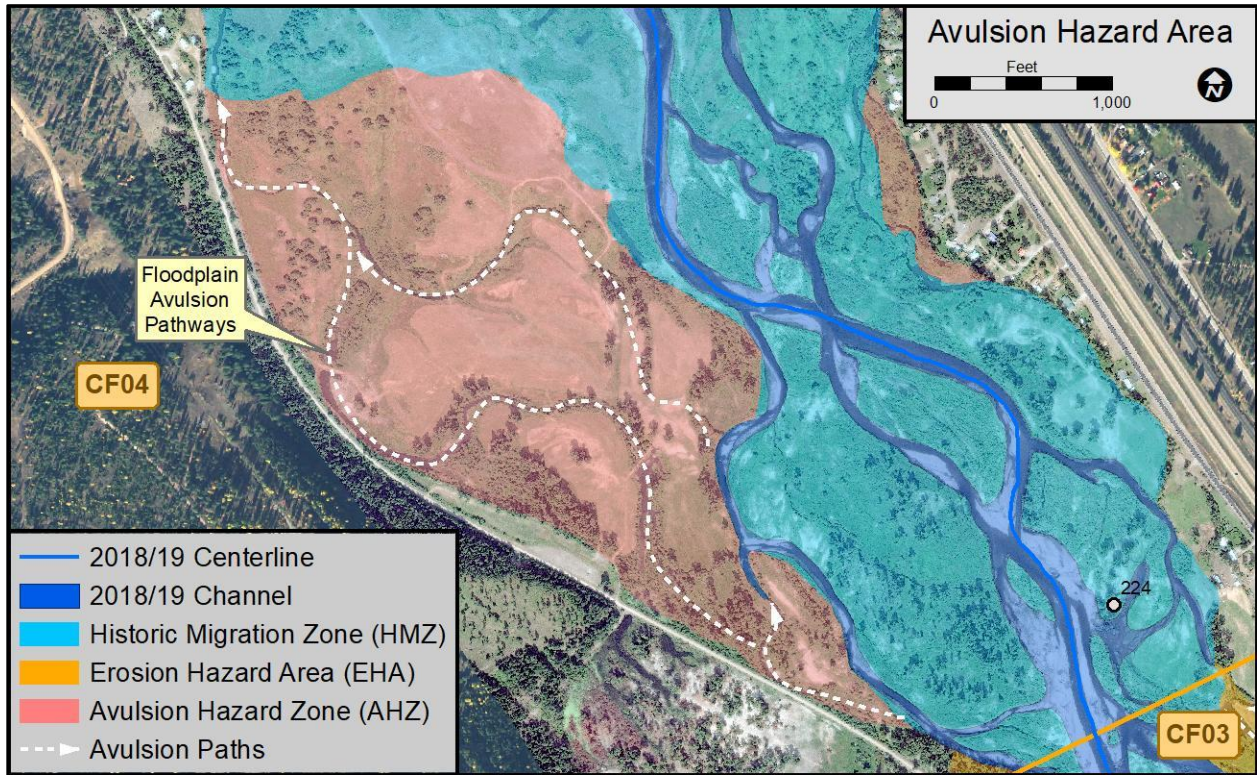 Avulsion Hazard Area
Feet
0 1,000
N
Floodplain
Avulsion
Pathways
CF04
224
CF03
2018/19 Centerline
2018/19 Channel
Historic Migration Zone (HMZ)
Erosion Hazard Area (EHA)
Avulsion Hazard Zone (AHZ)
Avulsion Paths